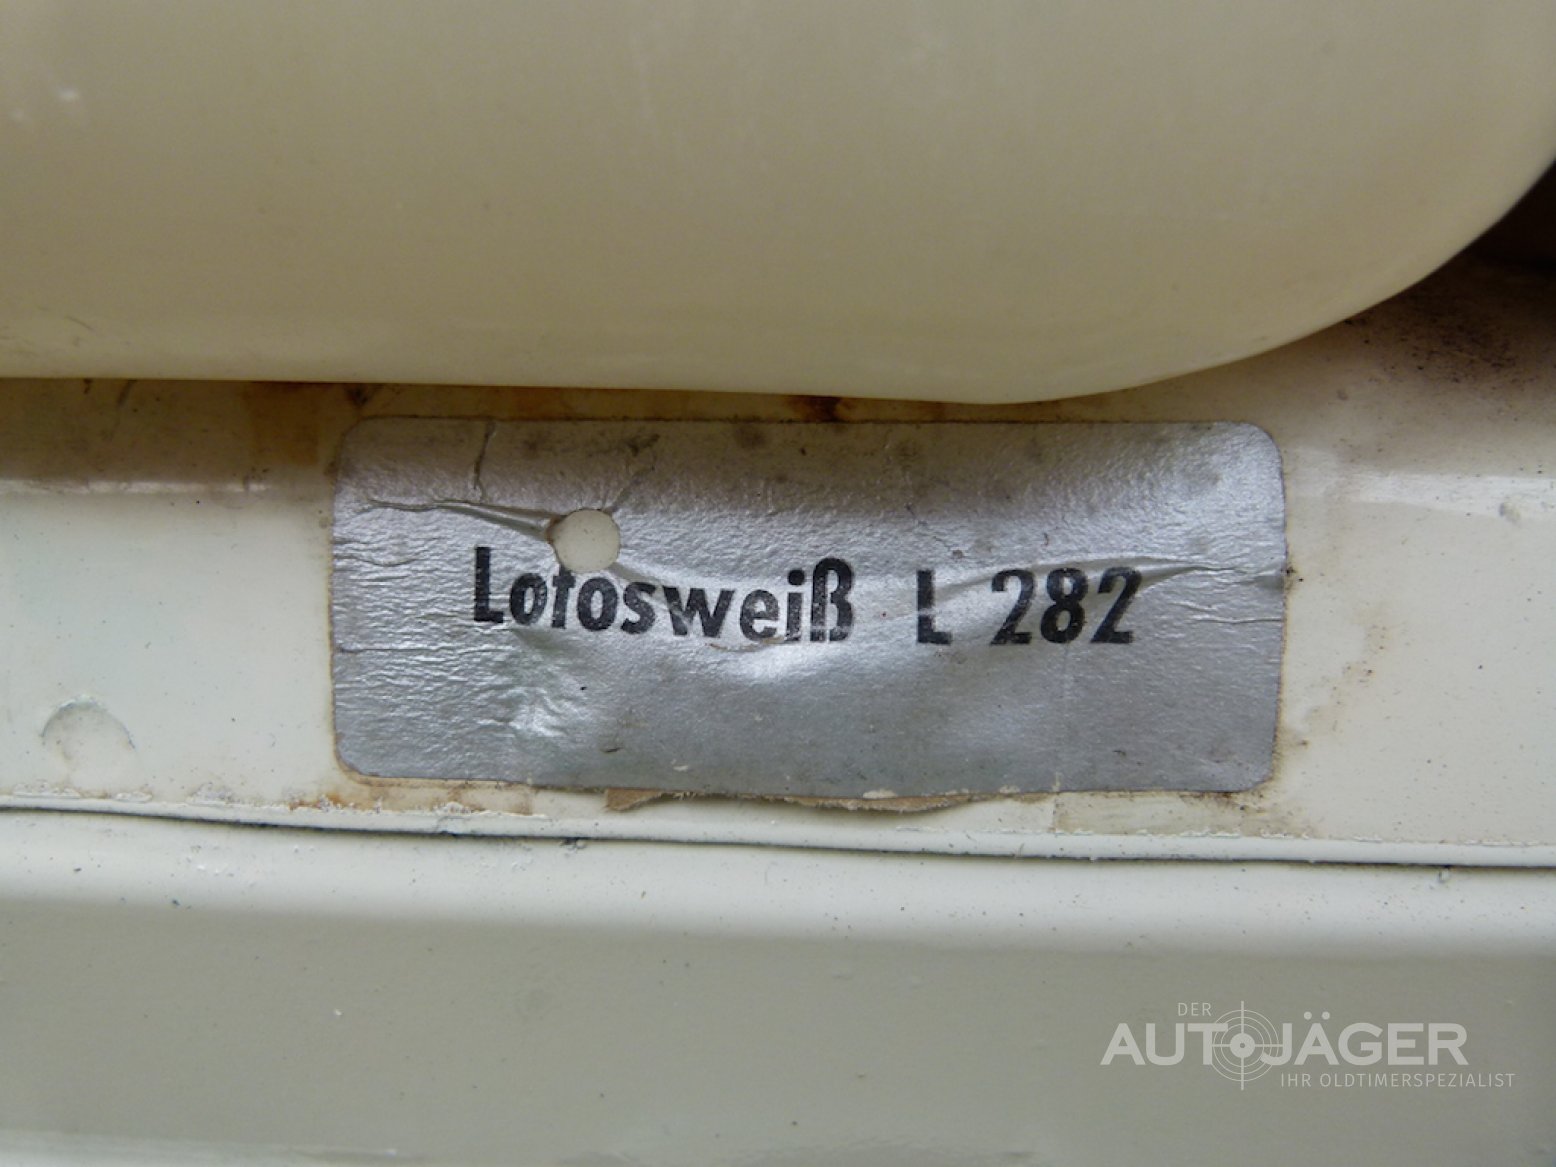 Lotosweiß L 282
DER
AUTOJÄGER
IHR OLDTIMERSPEZIALIST